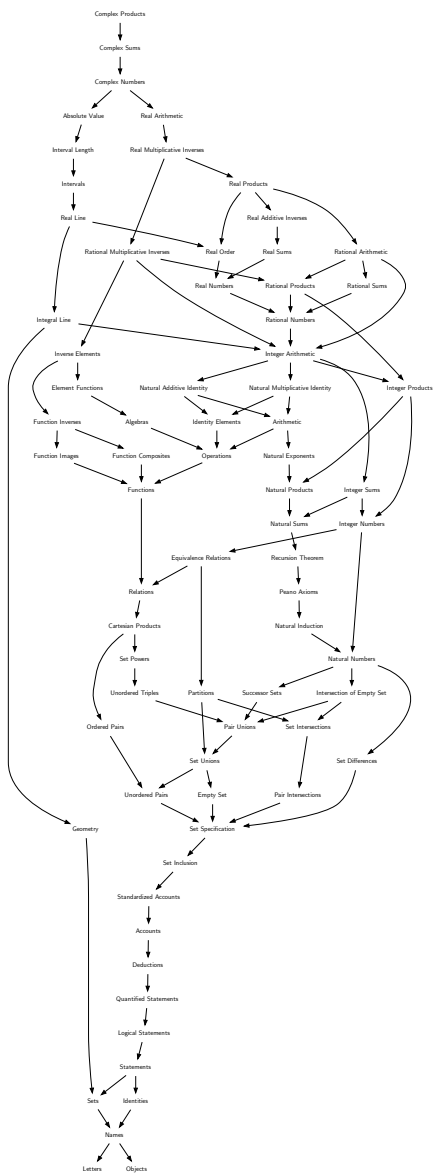 Complex Products
Complex Sums
Complex Numbers
Absolute Value Real Arithmetic
Interval Length Real Multiplicative Inverses
Intervals Real Products
Real Line Real Additive Inverses
Rational Multiplicative Inverses Real Order Real Sums Rational Arithmetic
Real Numbers Rational Products Rational Sums
Integral Line Rational Numbers
Inverse Elements Integer Arithmetic
Element Functions Natural Additive Identity Natural Multiplicative Identity Integer Products
Function Inverses Algebras Identity Elements Arithmetic
Function Images Function Composites Operations Natural Exponents
Functions Natural Products Integer Sums
Natural Sums Integer Numbers
Equivalence Relations Recursion Theorem
Relations Peano Axioms
Cartesian Products Natural Induction
Set Powers Natural Numbers
Unordered Triples Partitions Successor Sets Intersection of Empty Set
Ordered Pairs Pair Unions Set Intersections
Set Unions Set Differences
Unordered Pairs Empty Set Pair Intersections
Geometry Set Specification
Set Inclusion
Standardized Accounts
Accounts
Deductions
Quantified Statements
Logical Statements
Statements
Sets Identities
Names
Letters Objects